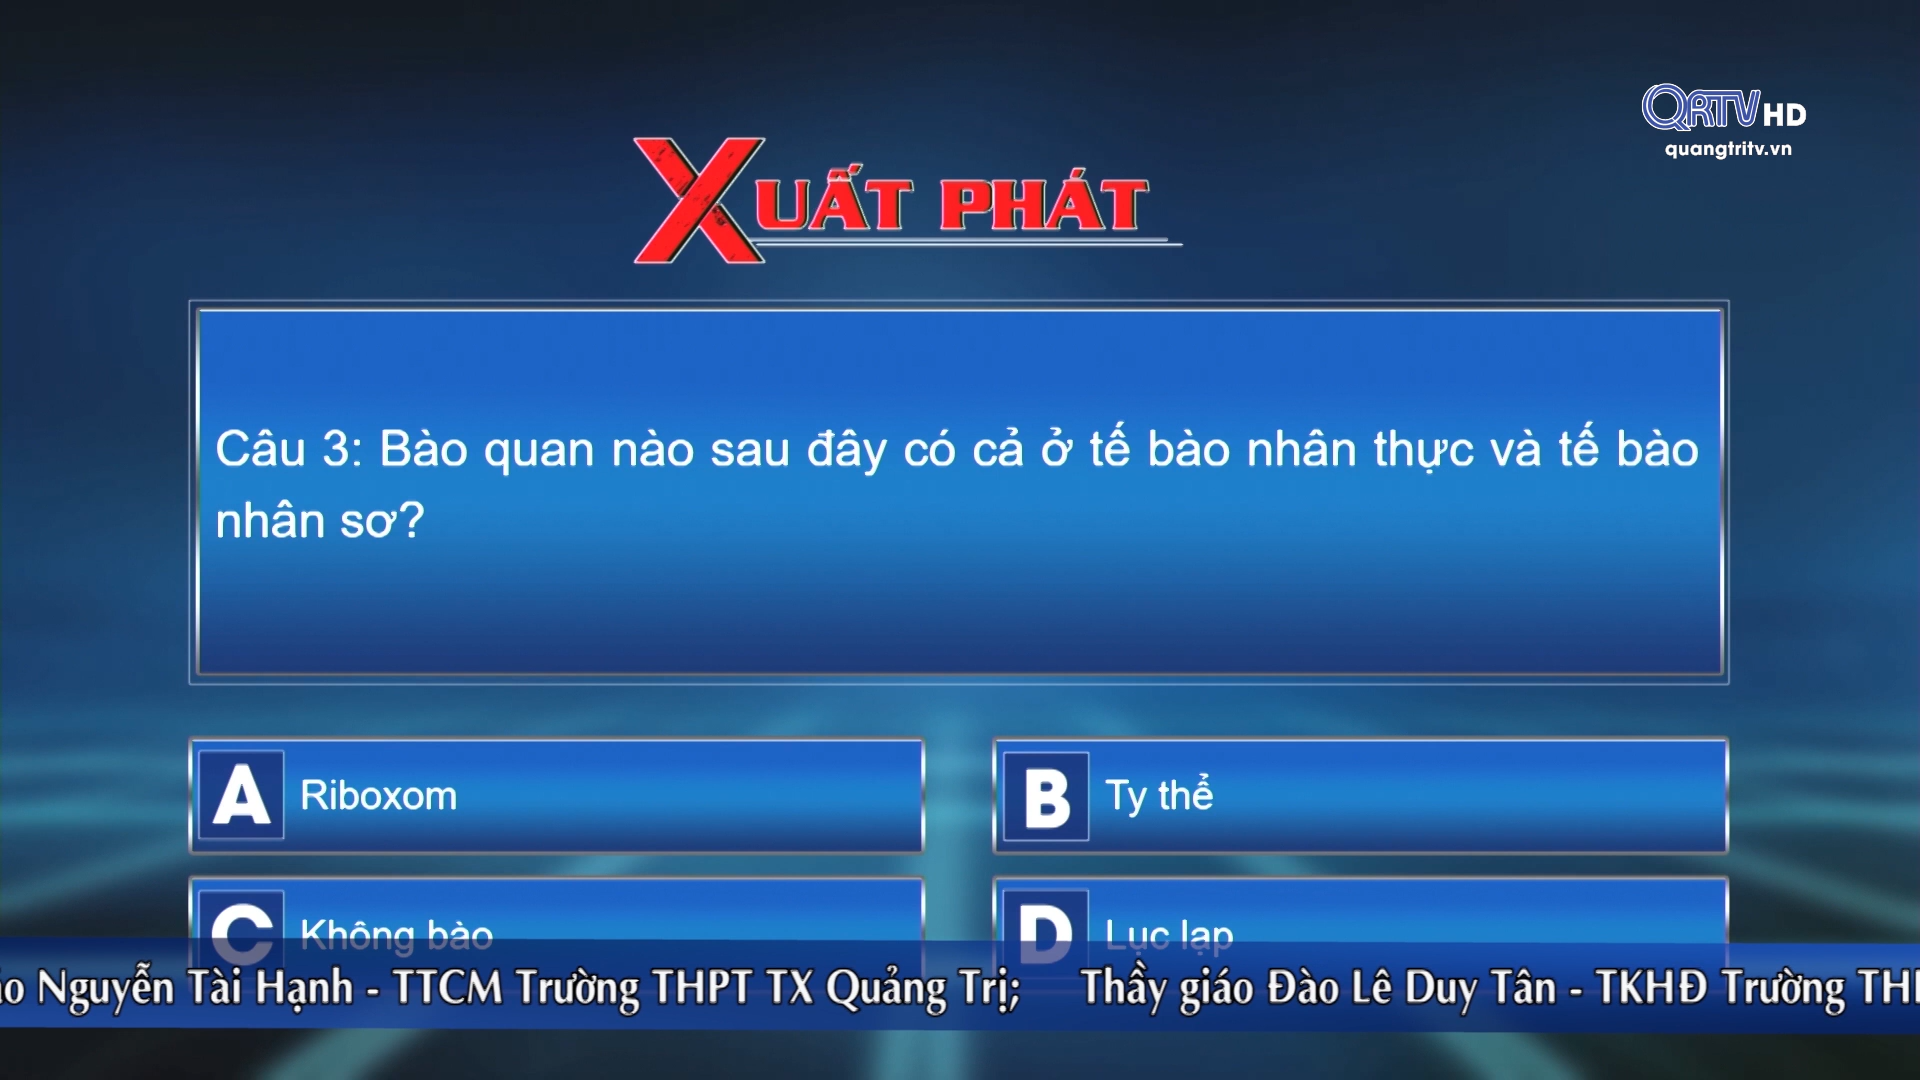 QRTV HD
quangtritv.vn
XUẤT PHÁT
Câu 3: Bào quan nào sau đây có cả ở tế bào nhân thực và tế bào
nhân sơ?
A Riboxom
B Ty thể
C Không bào
D Lục lạp
Nguyễn Tài Hạnh - TTCM Trường THPT TX Quảng Trị; Thầy giáo Đào Lê Duy Tân - TKHĐ Trường